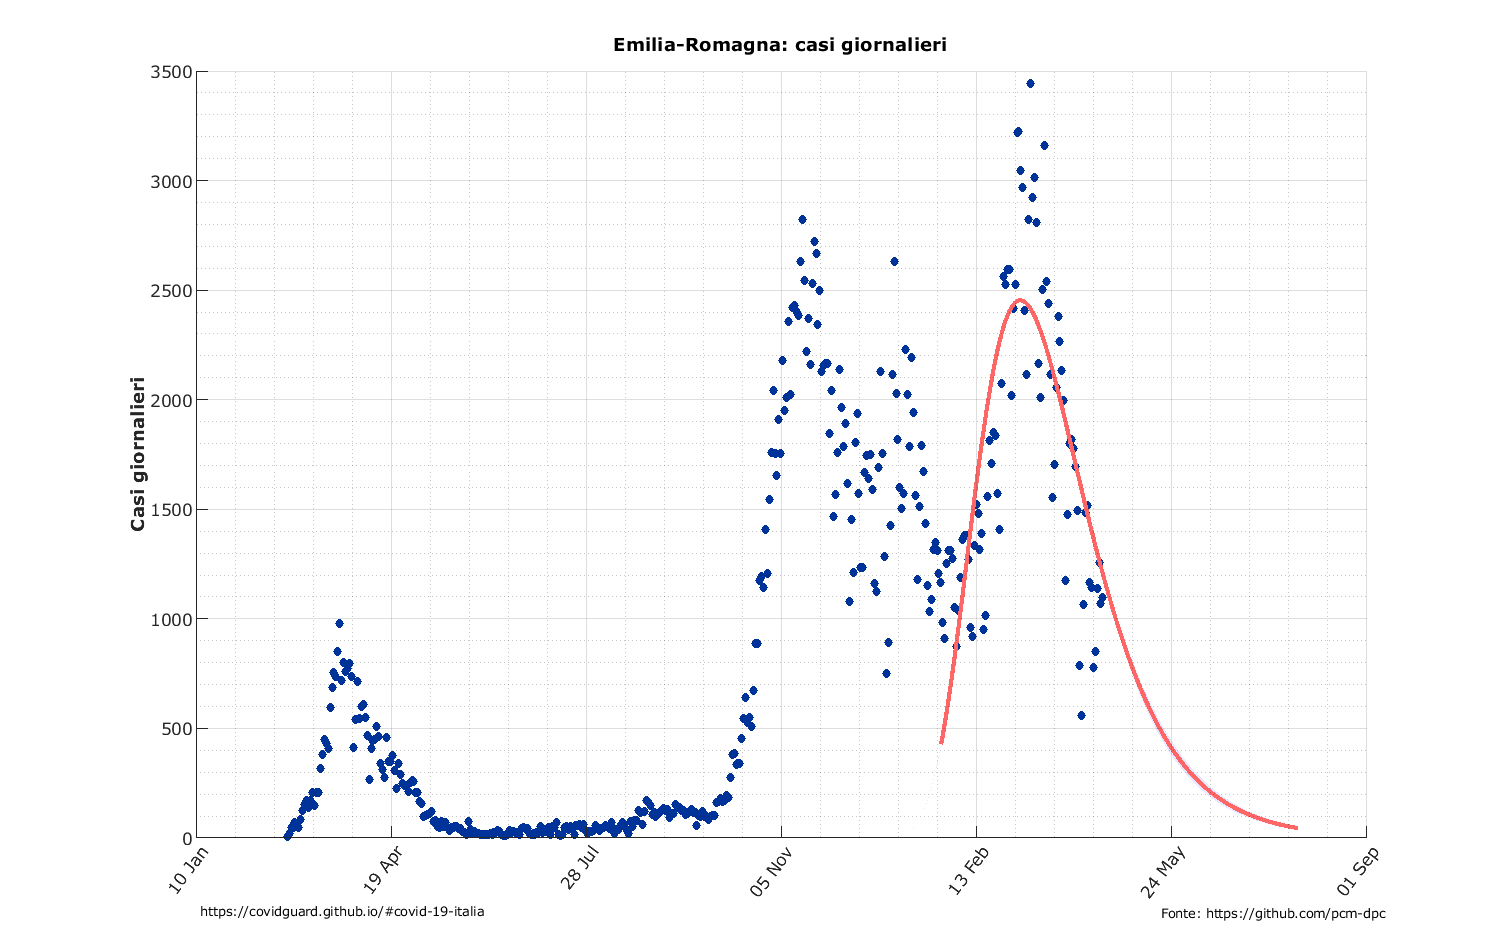 Emilia-Romagna: casi giornalieri
3500
3000
2500
2000
1500
1000
500
0
Casi giornalieri
10 Jan
19 Apr
28 Jul
05 Nov
13 Feb
24 May
01 Sep
https://covidguard.github.io/#covid-19-italia
Fonte: https://github.com/pcm-dpc